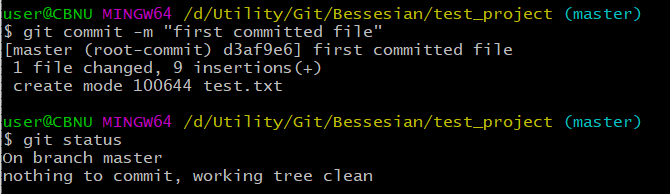 user@CBNU MINGW64 /d/Utility/Git/Bessesian/test_project (master)
$ git commit -m "first committed file"
[master (root-commit) d3af9e6] first committed file
 1 file changed, 9 insertions(+)
 create mode 100644 test.txt
user@CBNU MINGW64 /d/Utility/Git/Bessesian/test_project (master)
$ git status
On branch master
nothing to commit, working tree clean